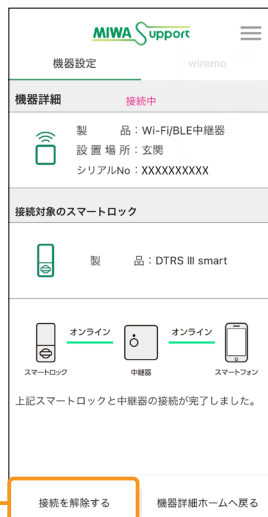 MIWA Support
機器設定 wiremo
機器詳細 接続中
製 品：Wi-Fi/BLE中継器
設 置 場 所：玄関
シリアルNo：XXXXXXXXXX
接続対象のスマートロック
製 品：DTRS III smart
オンライン オンライン
スマートロック 中継器 スマートフォン
上記スマートロックと中継器の接続が完了しました。
接続を解除する 機器詳細ホームへ戻る